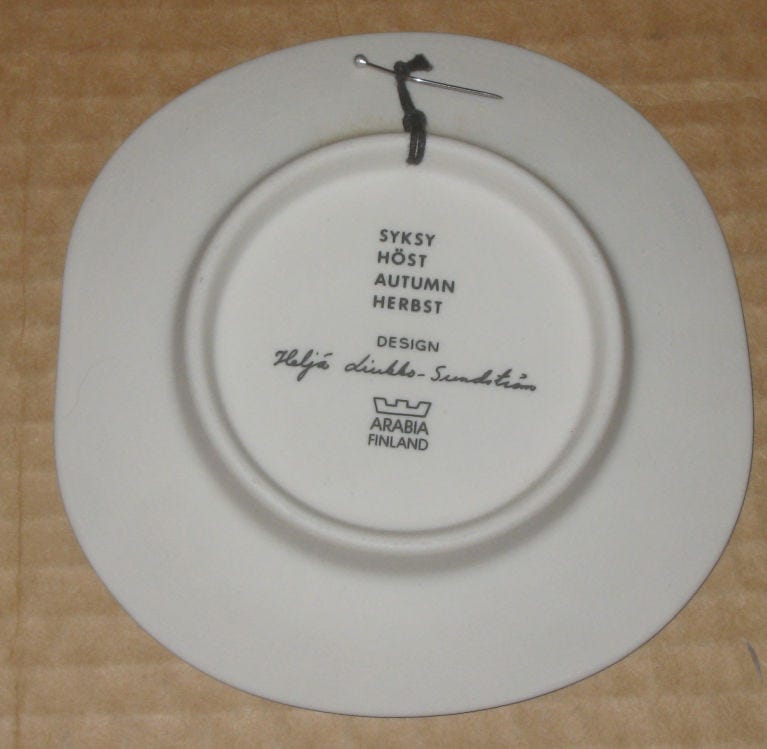 SYKSY
HÖST
AUTUMN
HERBST
DESIGN
Heljä Liukko-Sundström
ARABIA
FINLAND